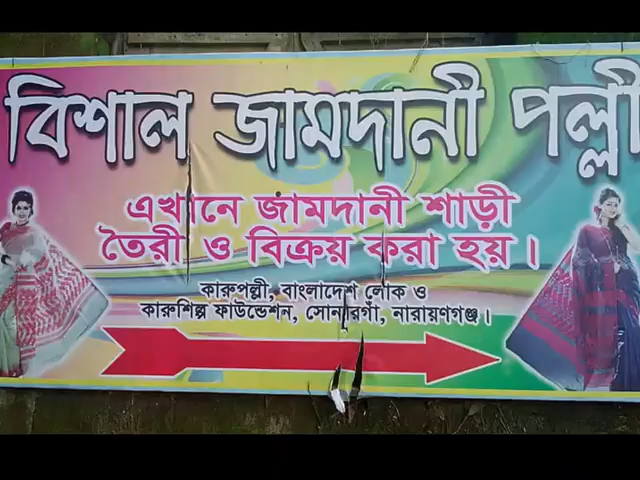 বিশাল জামদানী পল্লী
এখানে জামদানী শাড়ী
তৈরী ও বিক্রয় করা হয়।
কারুপল্লী, বাংলাদেশ লোক ও
কারুশিল্প ফাউন্ডেশন, সোনারগাঁ, নারায়ণগঞ্জ।